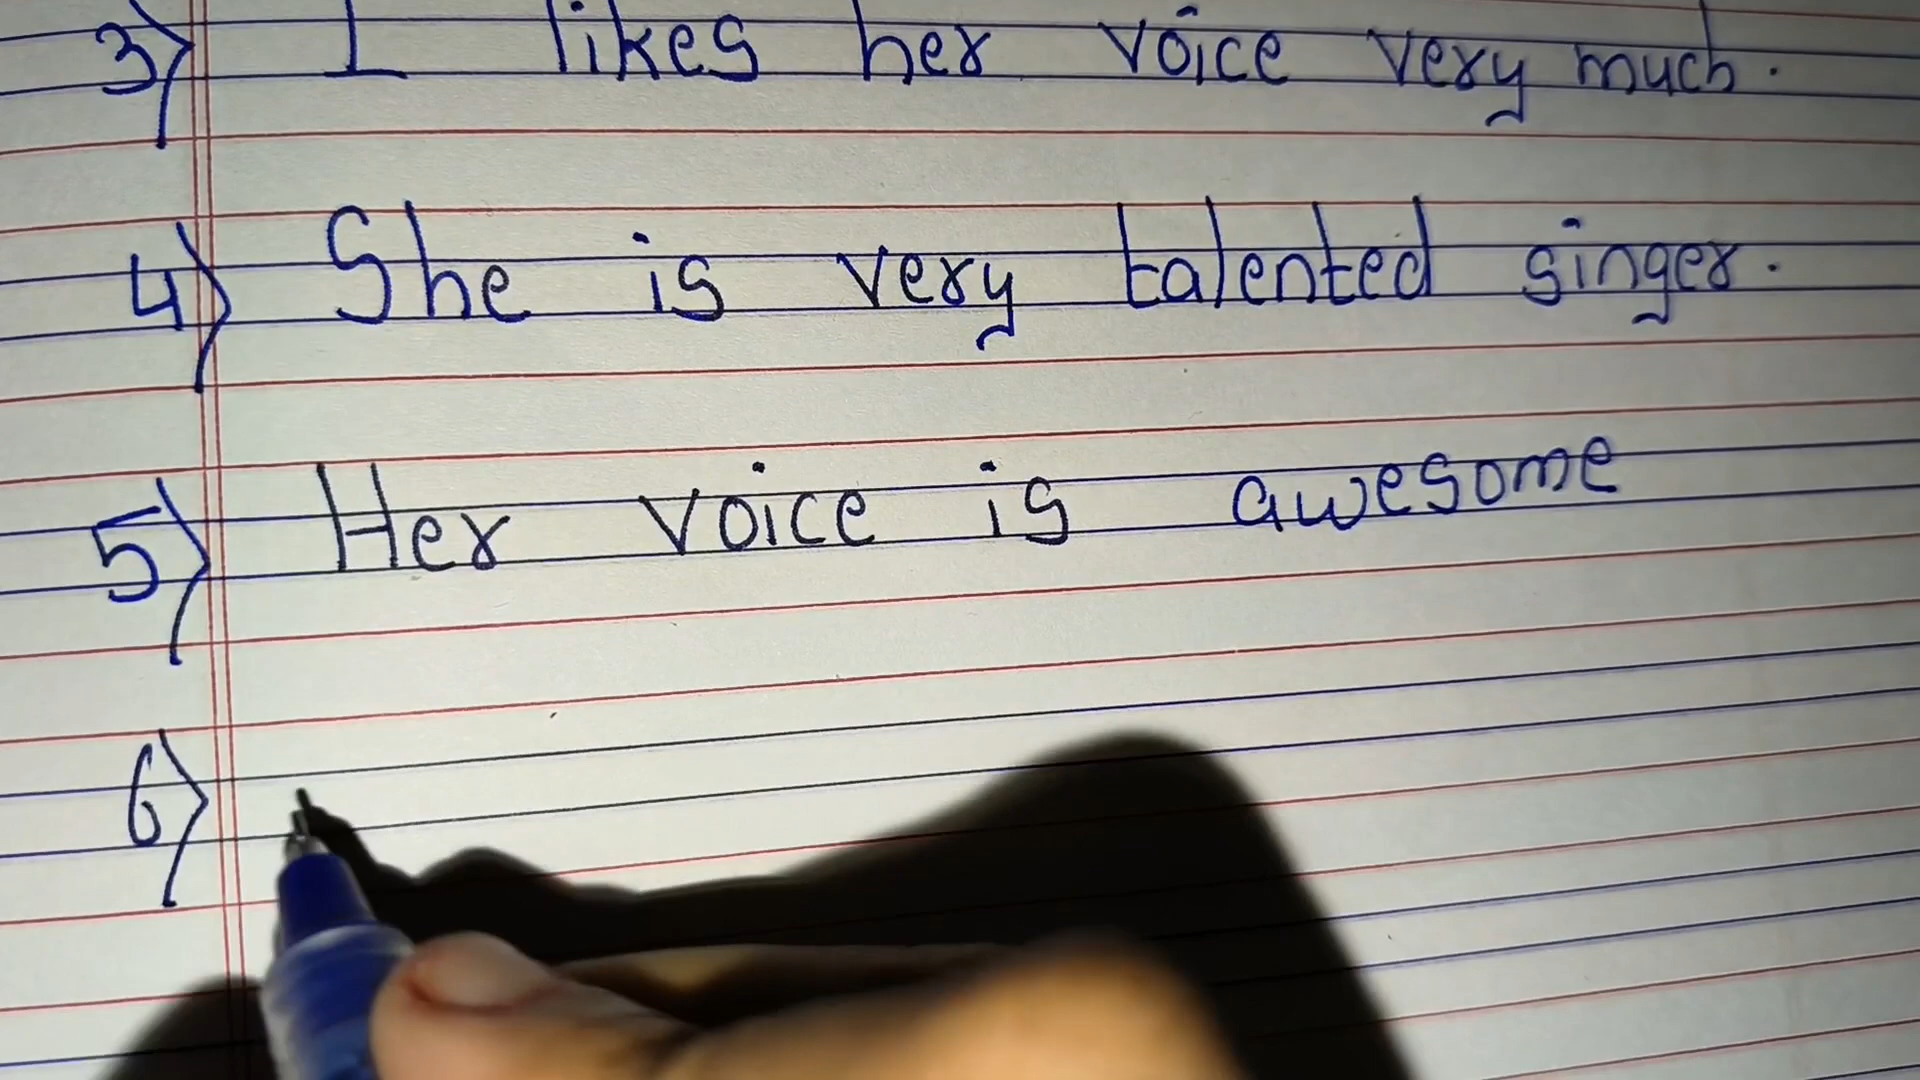 3) I likes her voice very much.
4) She is very talented singer.
5) Her voice is awesome
6)